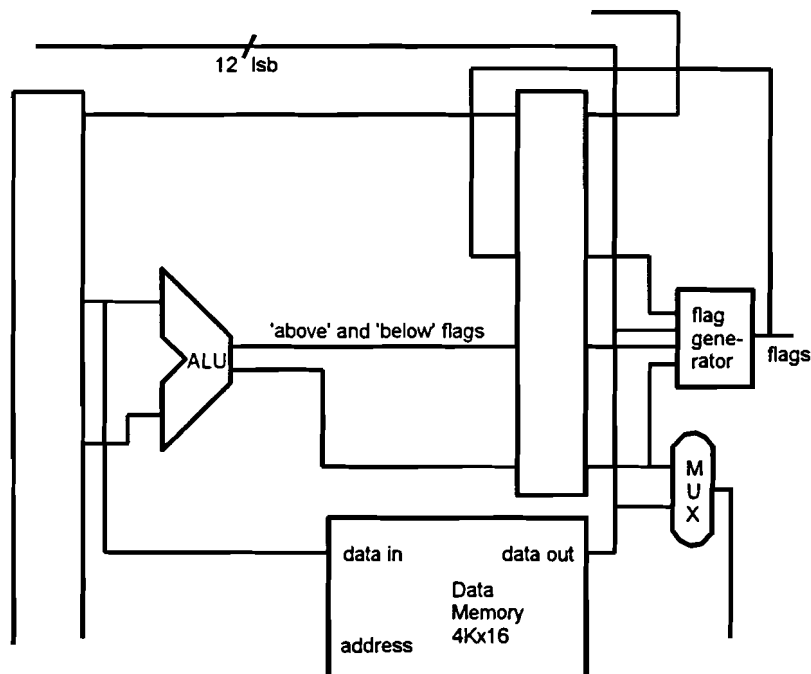 12 lsb
'above' and 'below' flags
ALU
flag
gene-
rator
flags
M
U
X
data in
data out
Data
Memory
4Kx16
address